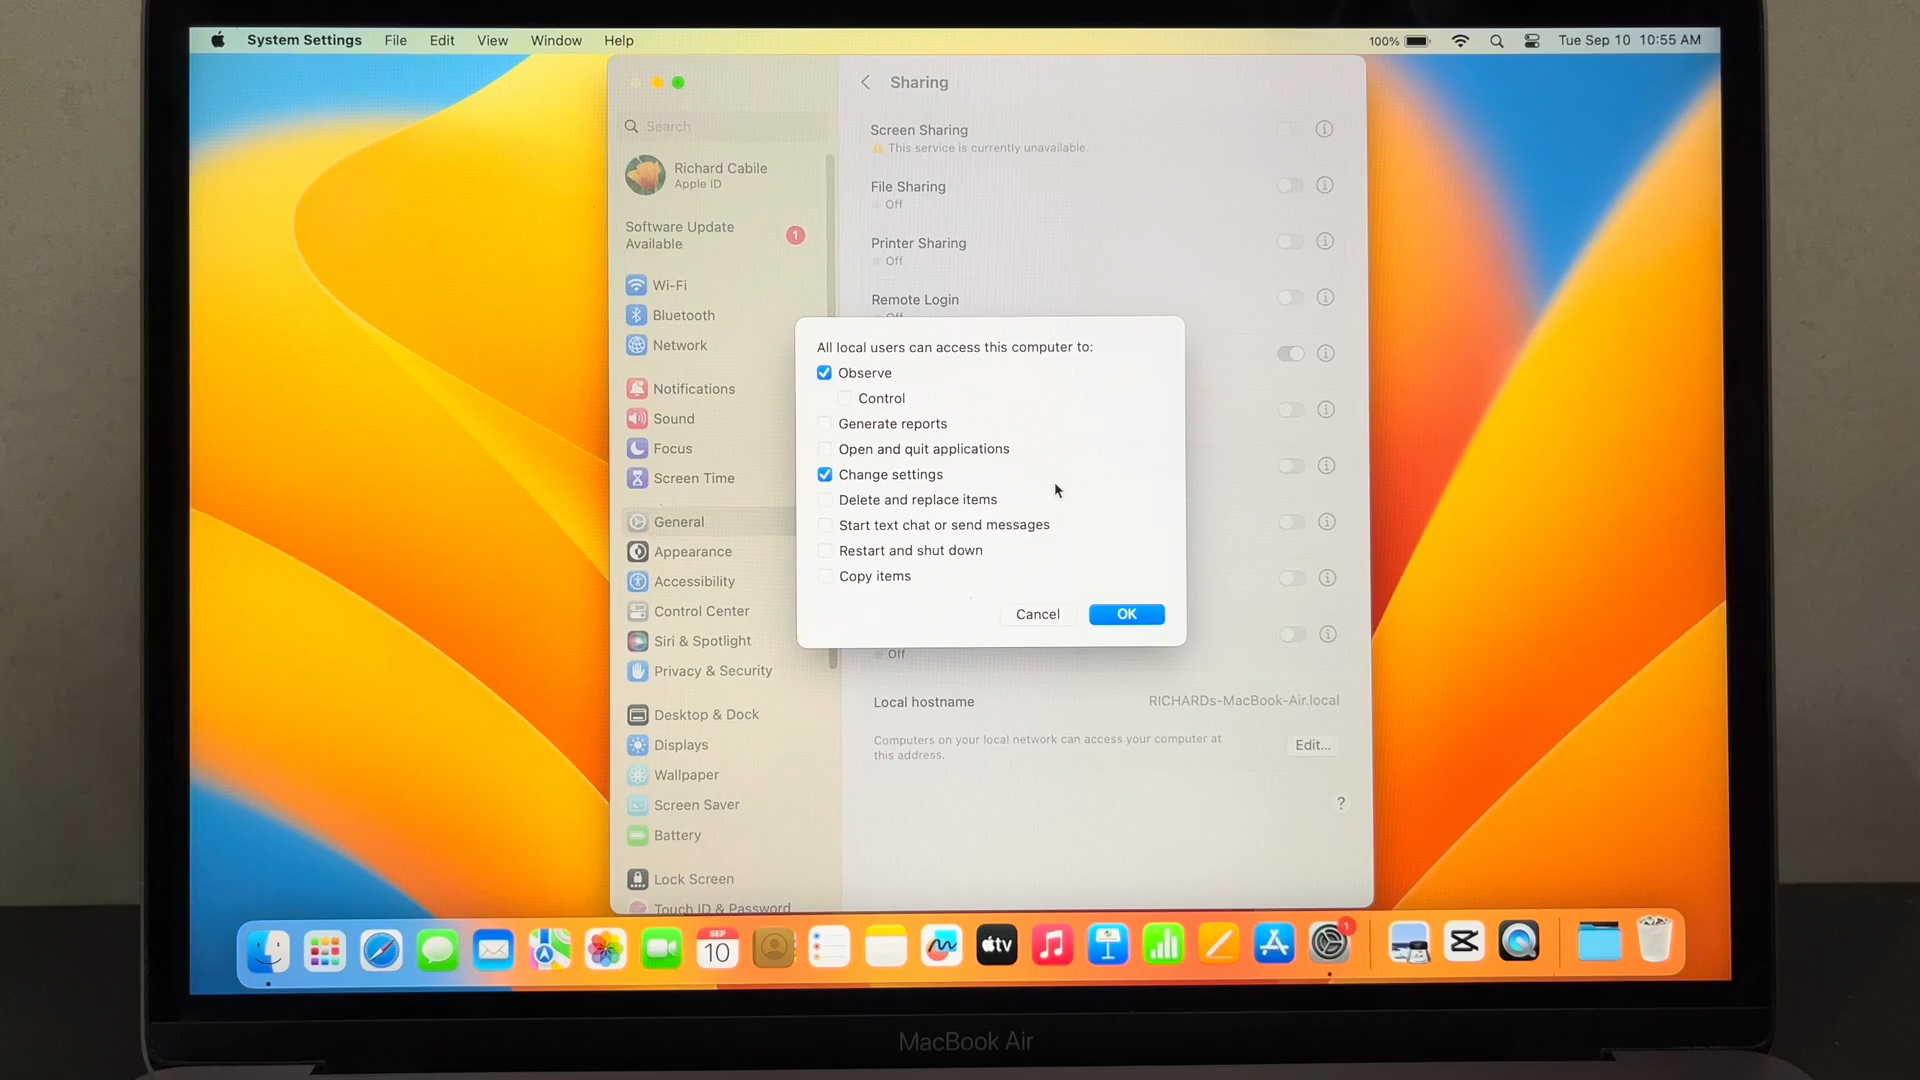 System Settings File Edit View Window Help 100% Tue Sep 10 10:55 AM
Sharing
Search
Richard Cabile
Apple ID
Software Update
Available
1
Wi-Fi
Bluetooth
Network
Notifications
Sound
Focus
Screen Time
General
Appearance
Accessibility
Control Center
Siri & Spotlight
Privacy & Security
Desktop & Dock
Displays
Wallpaper
Screen Saver
Battery
Lock Screen
Touch ID & Password
Screen Sharing
This service is currently unavailable.
File Sharing
Off
Printer Sharing
Off
Remote Login
Off
All local users can access this computer to:
Observe
Control
Generate reports
Open and quit applications
Change settings
Delete and replace items
Start text chat or send messages
Restart and shut down
Copy items
Cancel OK
Off
Local hostname RICHARDs-MacBook-Air.local
Computers on your local network can access your computer at
this address.
Edit...
?
SEP
10
tv
1
MacBook Air